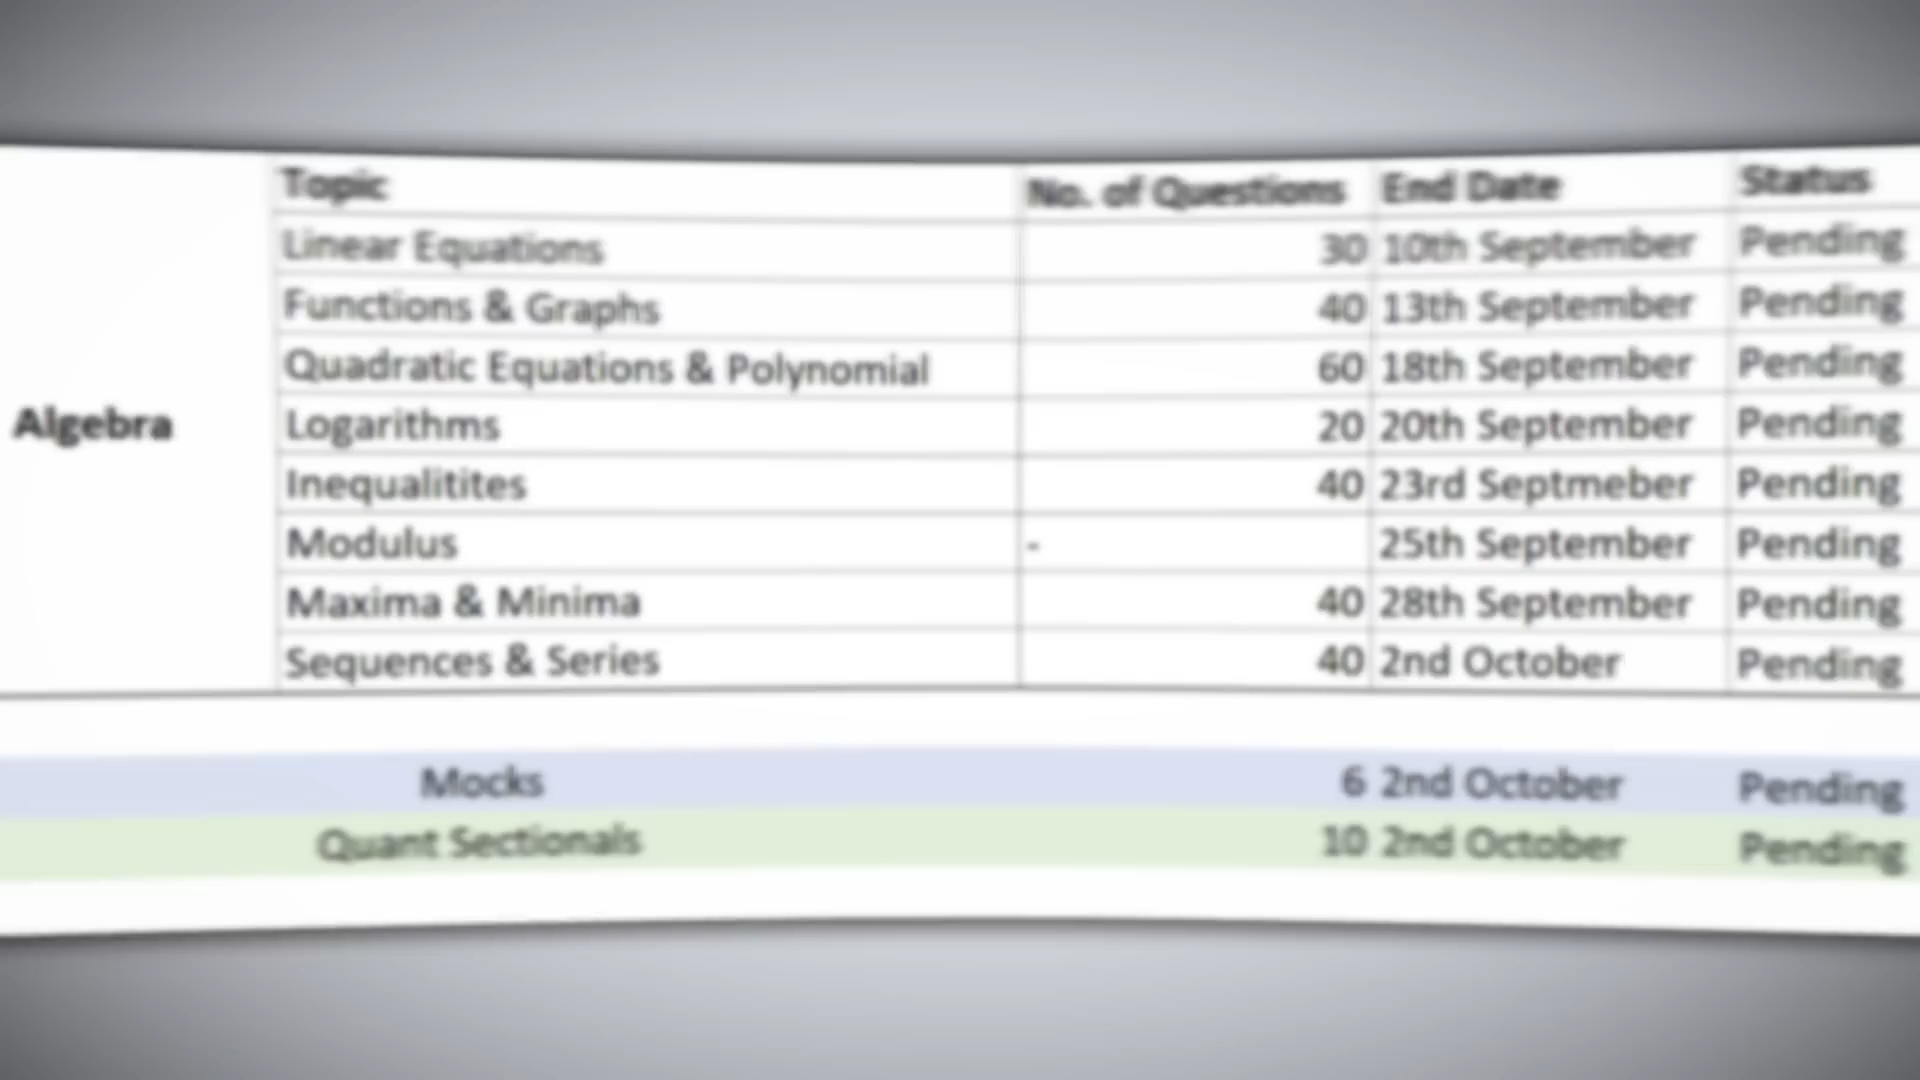 Topic No. of Questions End Date Status
Linear Equations 30 10th September Pending
Functions & Graphs 40 13th September Pending
Quadratic Equations & Polynomial 60 18th September Pending
Algebra Logarithms 20 20th September Pending
Inequalitites 40 23rd Septmeber Pending
Modulus - 25th September Pending
Maxima & Minima 40 28th September Pending
Sequences & Series 40 2nd October Pending
Mocks 6 2nd October Pending
Quant Sectionals 10 2nd October Pending